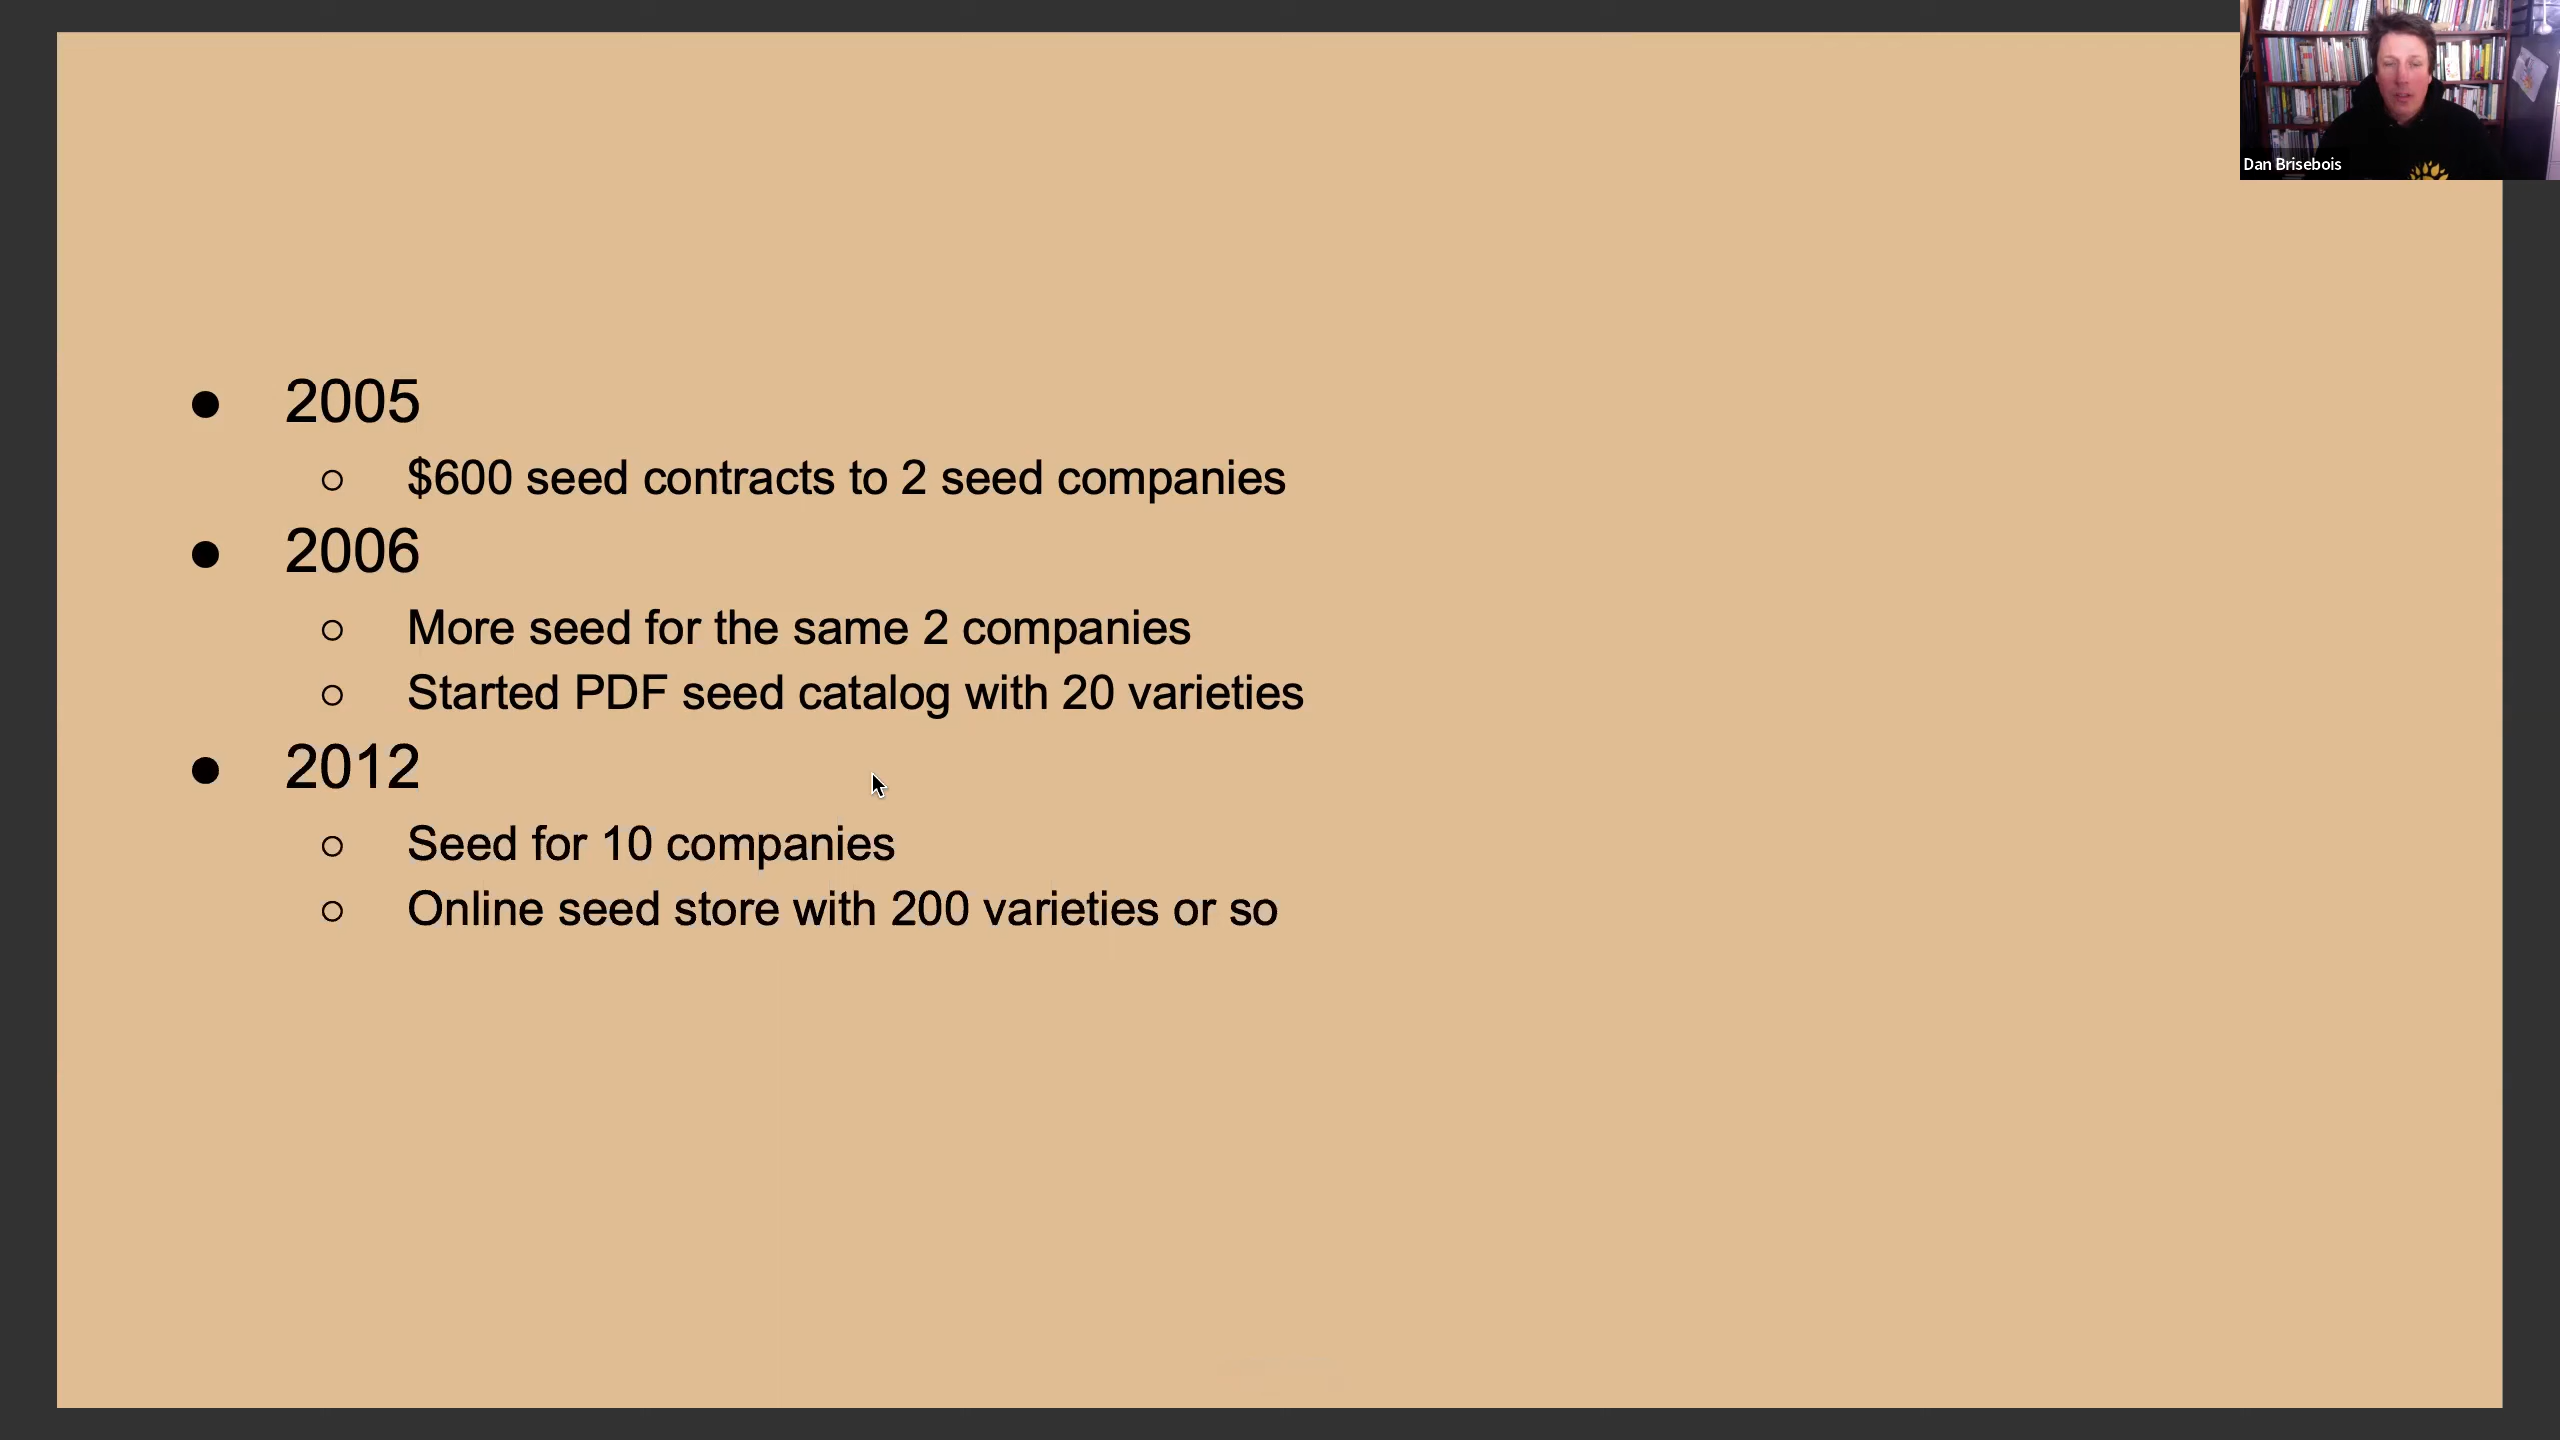 Dan Brisebois
● 2005
○ $600 seed contracts to 2 seed companies
● 2006
○ More seed for the same 2 companies
○ Started PDF seed catalog with 20 varieties
● 2012
○ Seed for 10 companies
○ Online seed store with 200 varieties or so